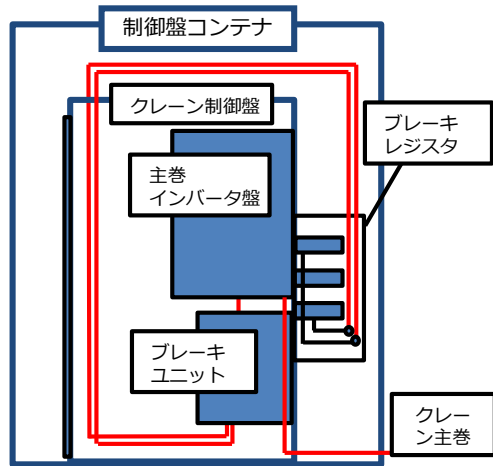 制御盤コンテナ
クレーン制御盤
ブレーキ
レジスタ
主巻
インバータ盤
ブレーキ
ユニット
クレー
ン主巻